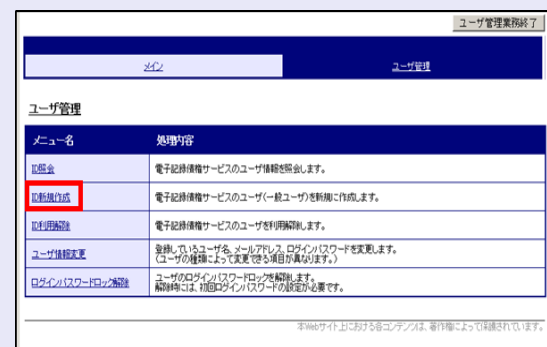 ユーザ管理業務終了
メイン
ユーザ管理
ユーザ管理
メニュー名
処理内容
ID照会
電子記録債権サービスのユーザ情報を照会します。
ID新規作成
電子記録債権サービスのユーザ(一般ユーザ)を新規に作成します。
ID利用解除
電子記録債権サービスのユーザを利用解除します。
ユーザ情報変更
登録しているユーザ名、メールアドレス、ログインパスワードを変更します。
(ユーザの種類によって変更できる項目が異なります。)
ログインパスワードロック解除
ユーザのログインパスワードロックを解除します。
解除時には、初回ログインパスワードの設定が必要です。
本Webサイト上における各コンテンツは、著作権によって保護されています。